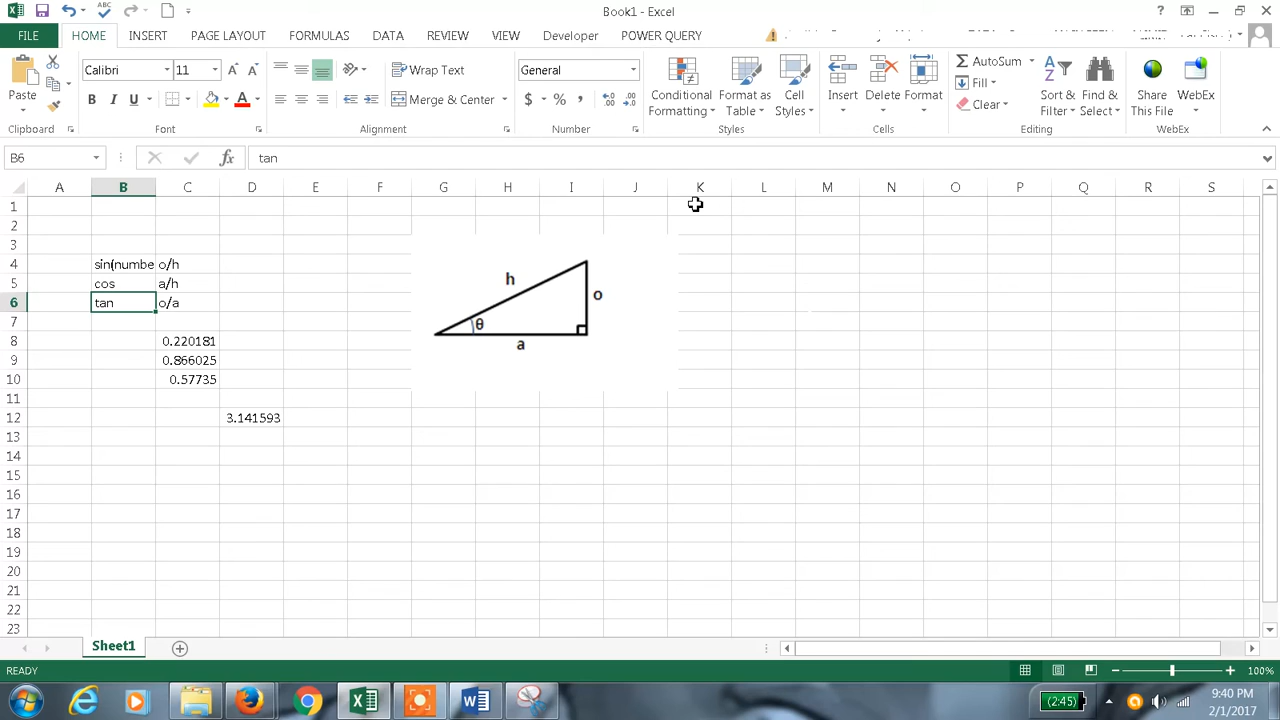 Book1 - Excel
FILE HOME INSERT PAGE LAYOUT FORMULAS DATA REVIEW VIEW Developer POWER QUERY
Paste
Clipboard
Calibri 11
B I U
Font
Wrap Text
Merge & Center
Alignment
General
$ % ,
Number
Conditional Formatting
Format as Table
Cell Styles
Styles
Insert Delete Format
Cells
AutoSum
Fill
Clear
Sort & Filter
Find & Select
Editing
Share This File
WebEx
WebEx
B6 fx tan
A B C D E F G H I J K L M N O P Q R S
1
2
3
4 sin(numbe o/h
5 cos a/h
6 tan o/a
7
8 0.220181
9 0.866025
10 0.57735
11
12 3.141593
13
14
15
16
17
18
19
20
21
22
23
h
o
θ
a
Sheet1
READY 100%
(2:45) 9:40 PM
2/1/2017